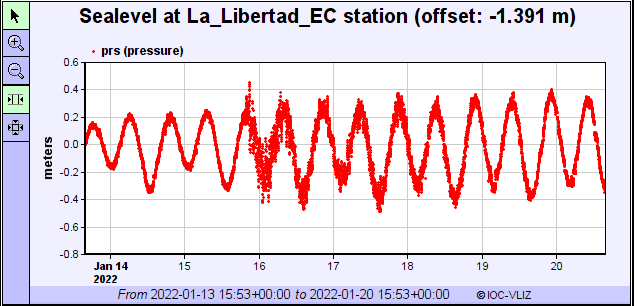 Sealevel at La_Libertad_EC station (offset: -1.391 m)
prs (pressure)
0.6
0.4
0.2
0.0
-0.2
-0.4
-0.6
-0.8
meters
Jan 14 15 16 17 18 19 20
2022
From 2022-01-13 15:53+00:00 to 2022-01-20 15:53+00:00 ©IOC-VLIZ